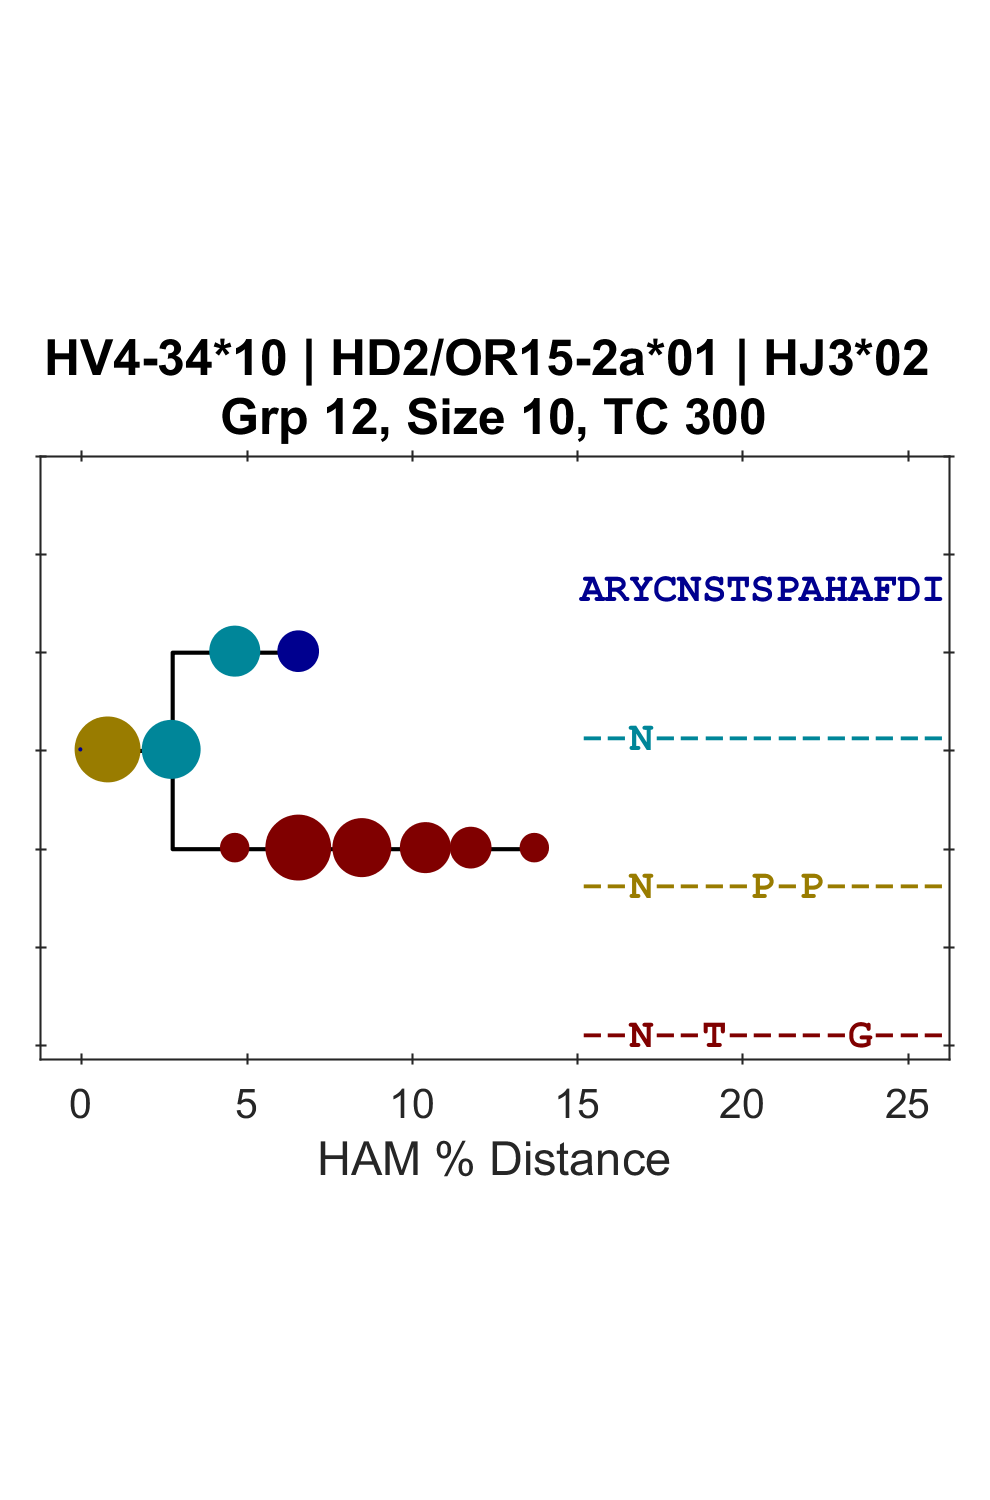 HV4-34*10 | HD2/OR15-2a*01 | HJ3*02
Grp 12, Size 10, TC 300
ARYCNSTSPAHAFDI
--N------------
--N----P-P-----
--N--T-----G---
0 5 10 15 20 25
HAM % Distance